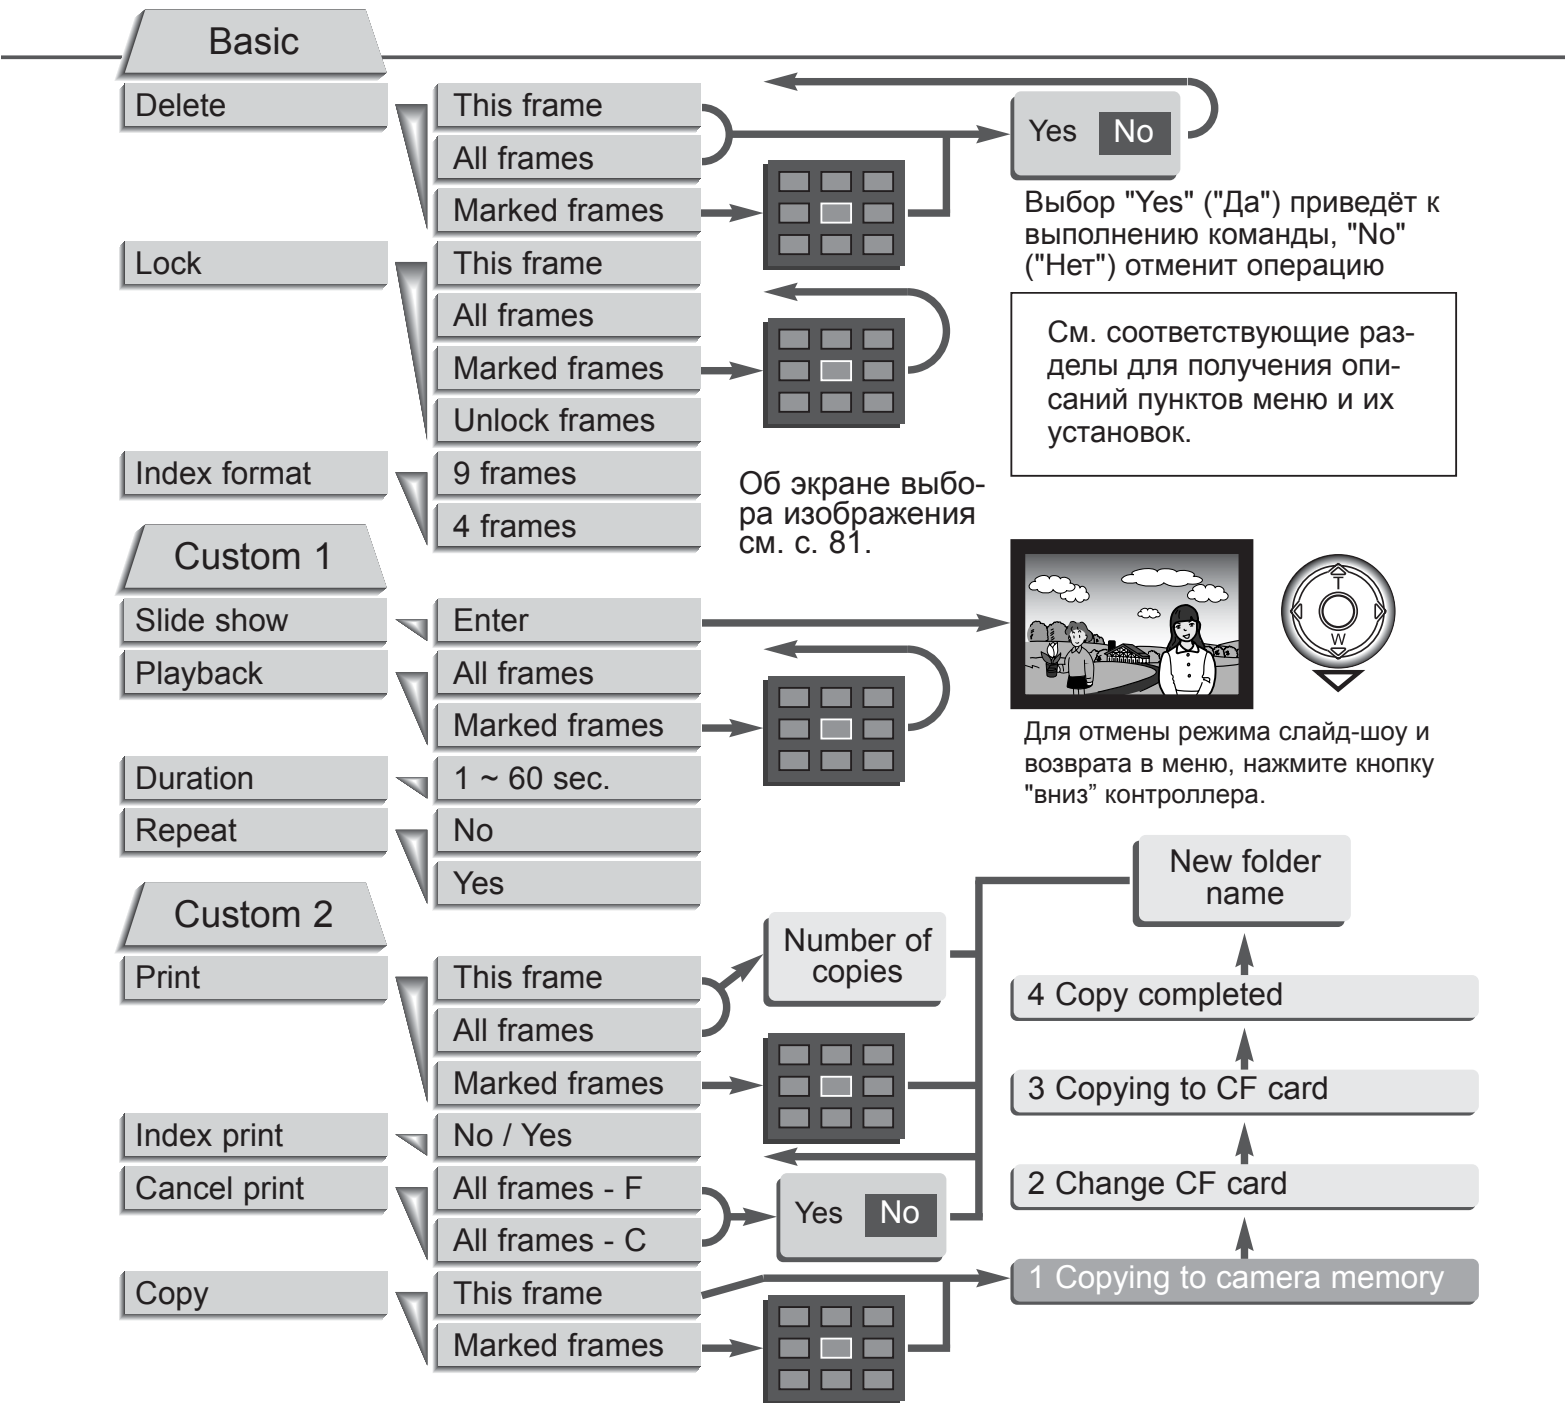 Basic
Delete
This frame
All frames
Marked frames
Yes No
Выбор "Yes" ("Да") приведёт к
выполнению команды, "No"
("Нет") отменит операцию
Lock
This frame
All frames
Marked frames
Unlock frames
См. соответствующие раз-
делы для получения опи-
саний пунктов меню и их
установок.
Index format
9 frames
4 frames
Об экране выбо-
ра изображения
см. с. 81.
Custom 1
Slide show
Enter
T
W
Playback
All frames
Marked frames
Для отмены режима слайд-шоу и
возврата в меню, нажмите кнопку
"вниз” контроллера.
Duration
1 ~ 60 sec.
Repeat
No
Yes
Custom 2
Print
This frame
All frames
Marked frames
Number of
copies
New folder
name
4 Copy completed
3 Copying to CF card
2 Change CF card
1 Copying to camera memory
Index print
No / Yes
Cancel print
All frames - F
All frames - C
Yes No
Copy
This frame
Marked frames